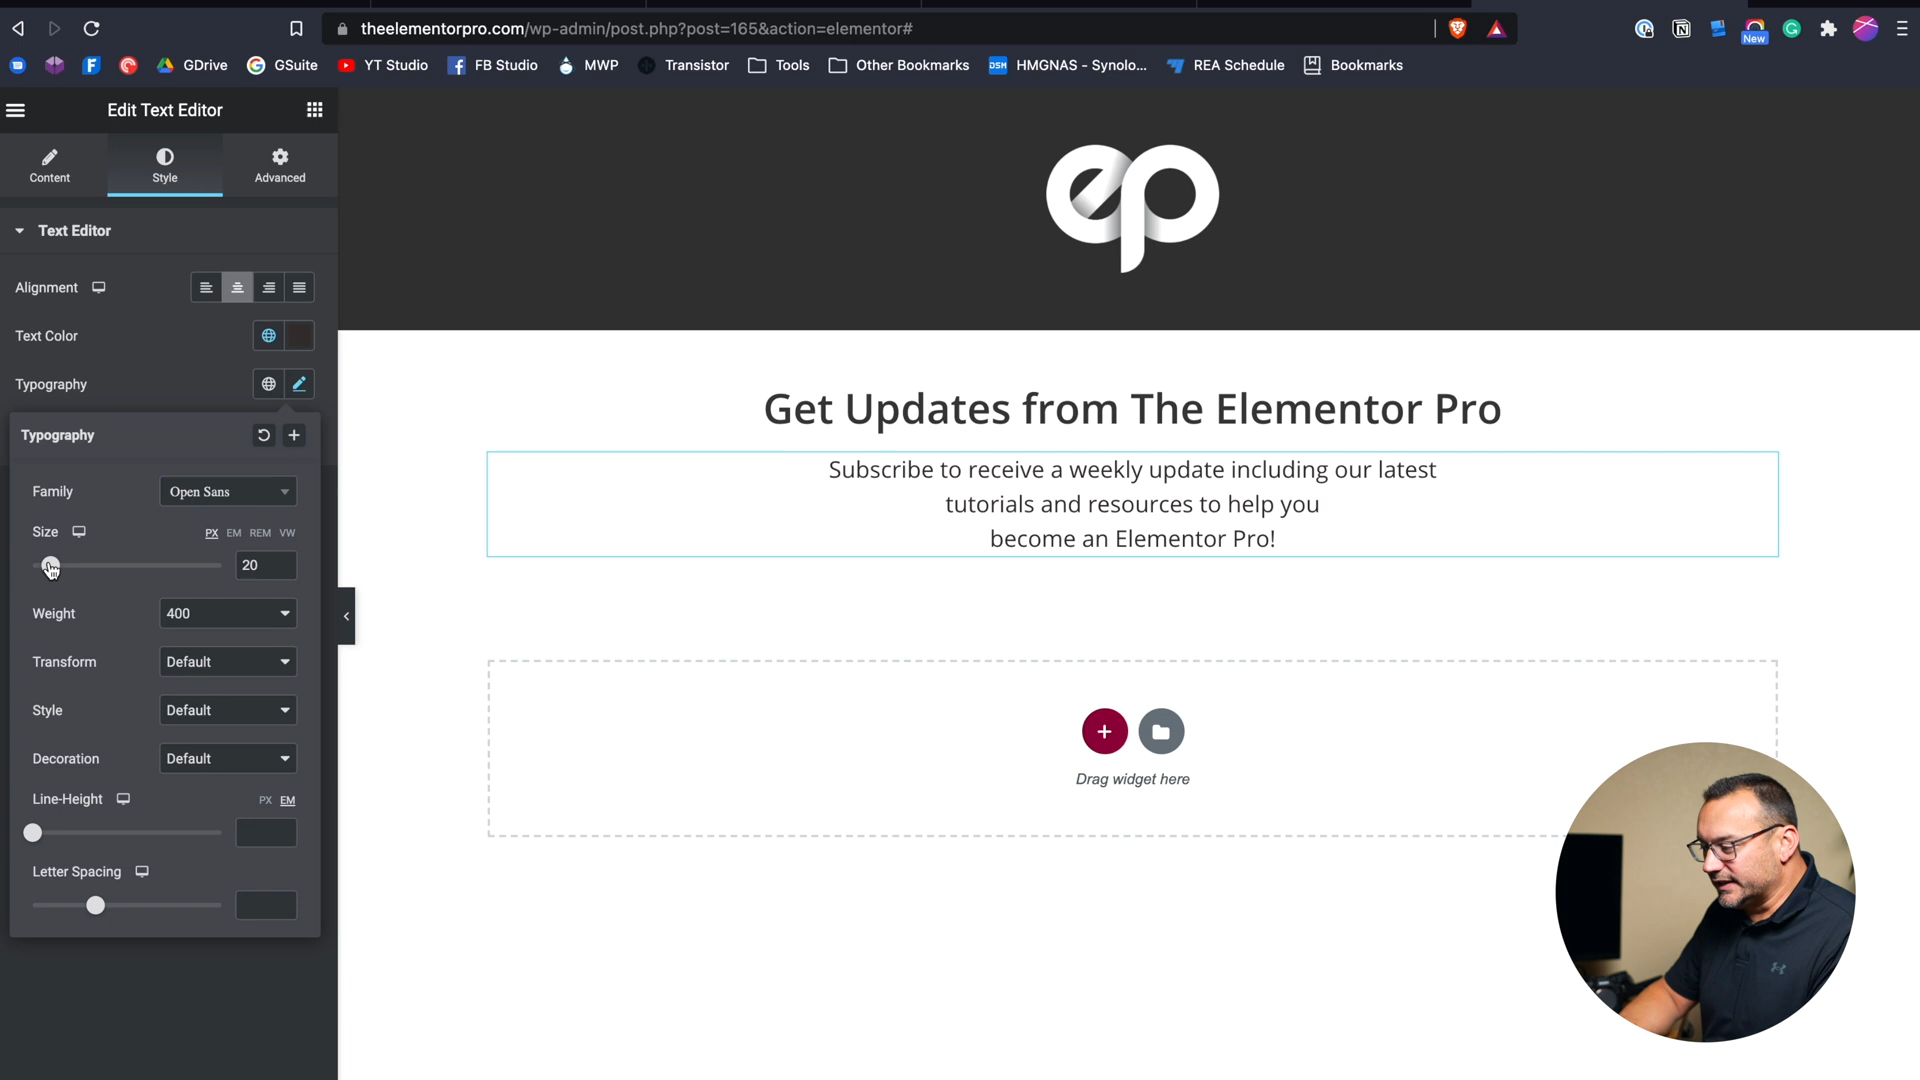 theelementorpro.com/wp-admin/post.php?post=165&action=elementor#
New
GDrive
GSuite
YT Studio
FB Studio
MWP
Transistor
Tools
Other Bookmarks
DSM
HMGNAS - Synolo...
REA Schedule
Bookmarks
Edit Text Editor
Content
Style
Advanced
Text Editor
Alignment
Text Color
Typography
Typography
Family
Open Sans
Size
PX EM REM VW
20
Weight
400
Transform
Default
Style
Default
Decoration
Default
Line-Height
PX EM
Letter Spacing
ep
Get Updates from The Elementor Pro
Subscribe to receive a weekly update including our latest
tutorials and resources to help you
become an Elementor Pro!
Drag widget here